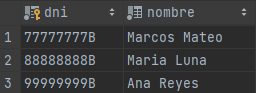 dni nombre
1 77777777B Marcos Mateo
2 88888888B Maria Luna
3 99999999B Ana Reyes